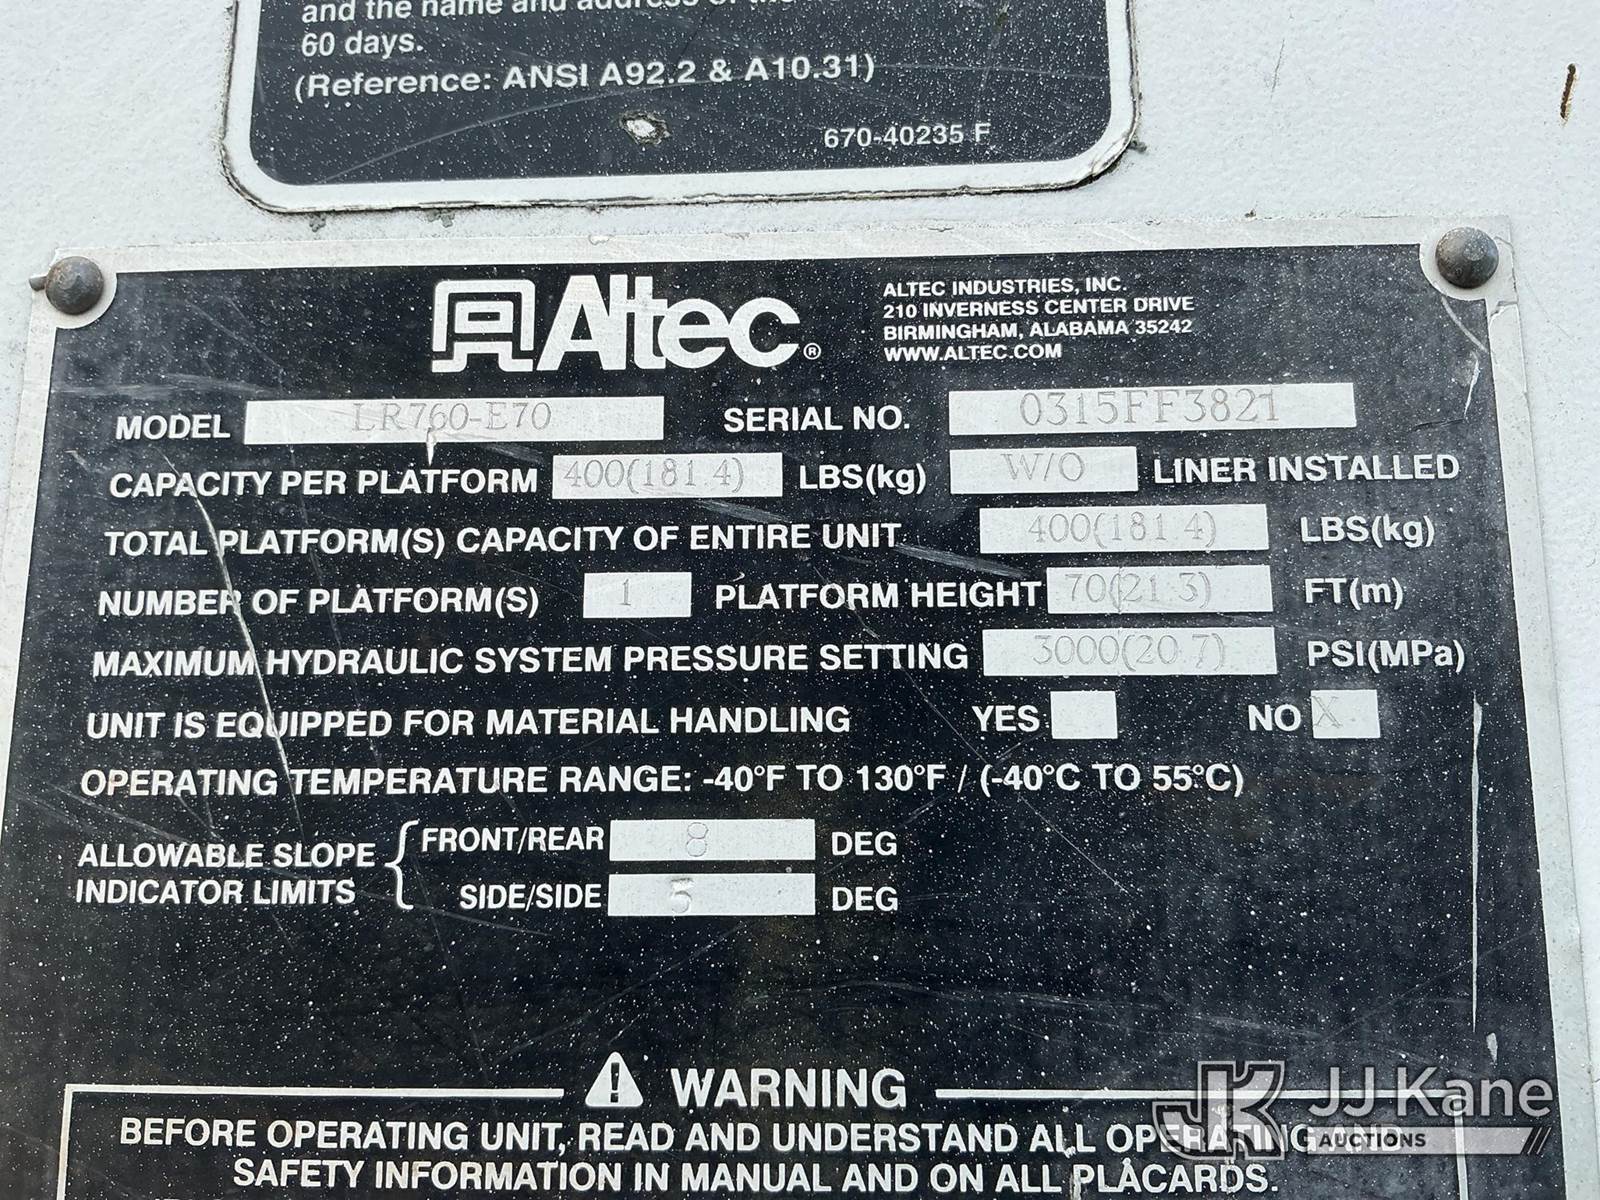 and the name and address of the
60 days.
(Reference: ANSI A92.2 & A10.31)
670-40235 F
Altec®
ALTEC INDUSTRIES, INC.
210 INVERNESS CENTER DRIVE
BIRMINGHAM, ALABAMA 35242
WWW.ALTEC.COM
MODEL LR760-E70 SERIAL NO. 0315FF3821
CAPACITY PER PLATFORM 400(181.4) LBS(kg) W/O LINER INSTALLED
TOTAL PLATFORM(S) CAPACITY OF ENTIRE UNIT 400(181.4) LBS(kg)
NUMBER OF PLATFORM(S) 1 PLATFORM HEIGHT 70(21.3) FT(m)
MAXIMUM HYDRAULIC SYSTEM PRESSURE SETTING 3000(20.7) PSI(MPa)
UNIT IS EQUIPPED FOR MATERIAL HANDLING YES NO X
OPERATING TEMPERATURE RANGE: -40°F TO 130°F / (-40°C TO 55°C)
ALLOWABLE SLOPE INDICATOR LIMITS
FRONT/REAR 8 DEG
SIDE/SIDE 5 DEG
WARNING
BEFORE OPERATING UNIT, READ AND UNDERSTAND ALL OPERATING AND
SAFETY INFORMATION IN MANUAL AND ON ALL PLACARDS.
JK JJ Kane
AUCTIONS